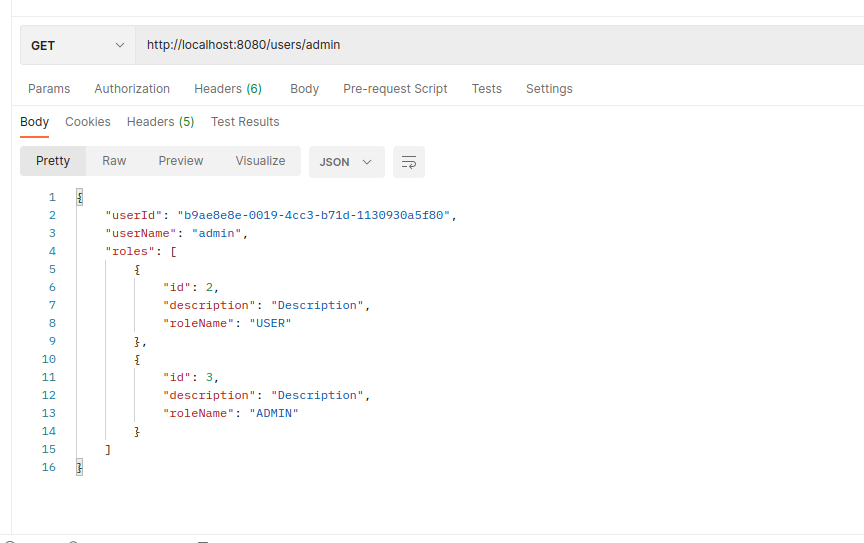 GET http://localhost:8080/users/admin
Params Authorization Headers (6) Body Pre-request Script Tests Settings
Body Cookies Headers (5) Test Results
Pretty Raw Preview Visualize JSON
1 {
2 "userId": "b9ae8e8e-0019-4cc3-b71d-1130930a5f80",
3 "userName": "admin",
4 "roles": [
5 {
6 "id": 2,
7 "description": "Description",
8 "roleName": "USER"
9 },
10 {
11 "id": 3,
12 "description": "Description",
13 "roleName": "ADMIN"
14 }
15 ]
16 }